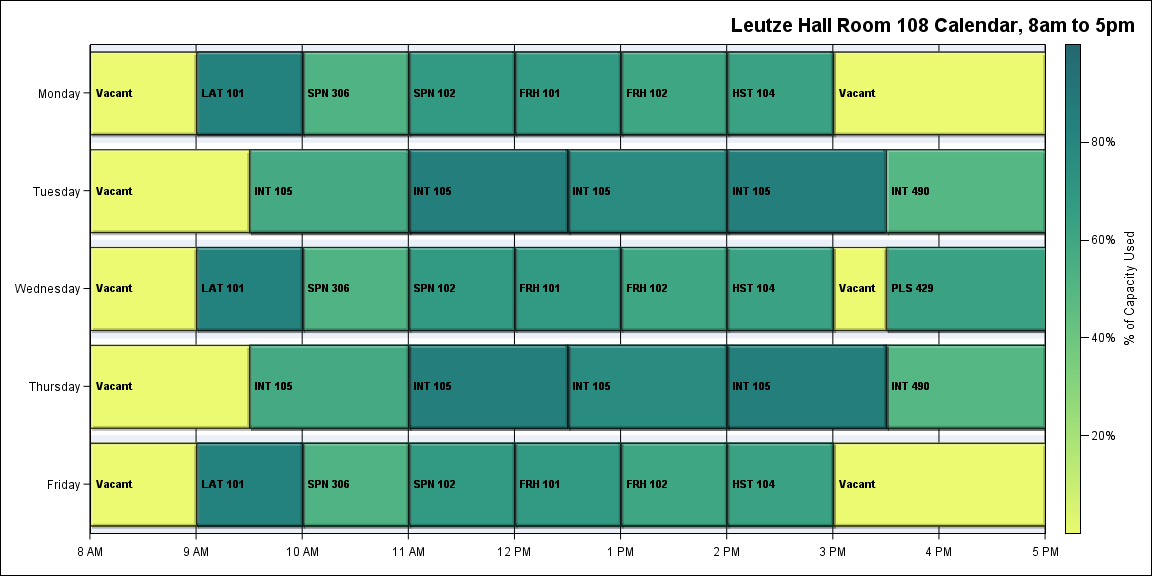 Leutze Hall Room 108 Calendar, 8am to 5pm
Monday
Vacant
LAT 101
SPN 306
SPN 102
FRH 101
FRH 102
HST 104
Vacant
Tuesday
Vacant
INT 105
INT 105
INT 105
INT 105
INT 490
Wednesday
Vacant
LAT 101
SPN 306
SPN 102
FRH 101
FRH 102
HST 104
Vacant
PLS 429
Thursday
Vacant
INT 105
INT 105
INT 105
INT 105
INT 490
Friday
Vacant
LAT 101
SPN 306
SPN 102
FRH 101
FRH 102
HST 104
Vacant
8 AM
9 AM
10 AM
11 AM
12 PM
1 PM
2 PM
3 PM
4 PM
5 PM
80%
60%
40%
20%
% of Capacity Used